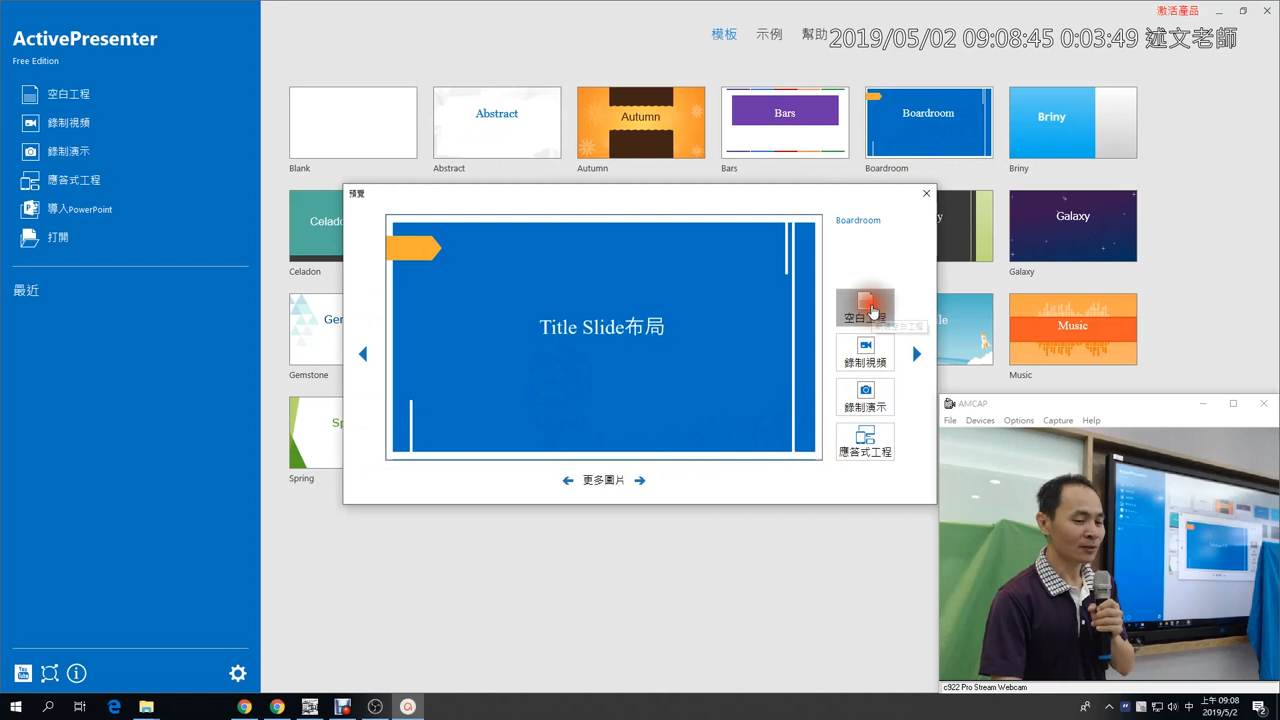 激活產品
ActivePresenter
Free Edition
模板 示例 幫助
2019/05/02 09:08:45 0:03:49 述文老師
空白工程
錄制視頻
錄制演示
應答式工程
導入PowerPoint
打開
最近
Abstract
Autumn
Bars
Boardroom
Briny
Blank
Abstract
Autumn
Bars
Boardroom
Briny
預覽
Celadon
Galaxy
Galaxy
Music
Gemstone
Music
Spring
Boardroom
Title Slide布局
空白工程
錄制視頻
錄制演示
應答式工程
更多圖片
AMCAP
File Devices Options Capture Help
c922 Pro Stream Webcam
You
Tube
中
上午 09:08
2019/5/2
2